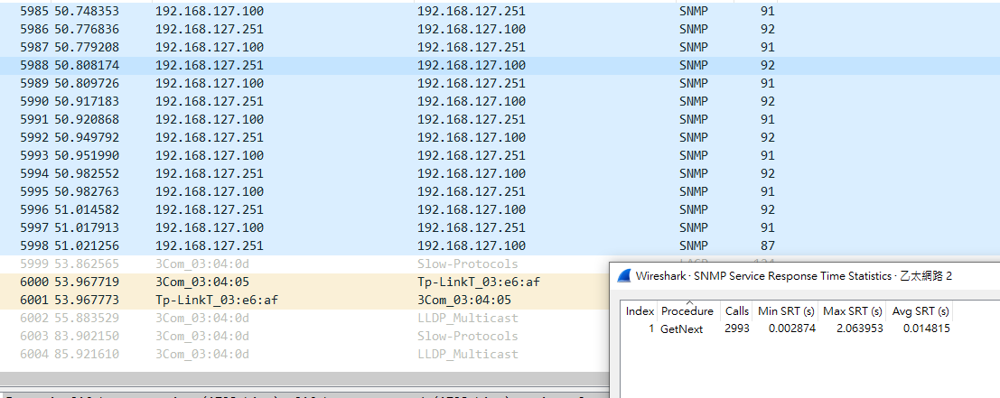 5985 50.748353 192.168.127.100 192.168.127.251 SNMP 91
5986 50.776836 192.168.127.251 192.168.127.100 SNMP 92
5987 50.779208 192.168.127.100 192.168.127.251 SNMP 91
5988 50.808174 192.168.127.251 192.168.127.100 SNMP 92
5989 50.809726 192.168.127.100 192.168.127.251 SNMP 91
5990 50.917183 192.168.127.251 192.168.127.100 SNMP 92
5991 50.920868 192.168.127.100 192.168.127.251 SNMP 91
5992 50.949792 192.168.127.251 192.168.127.100 SNMP 92
5993 50.951990 192.168.127.100 192.168.127.251 SNMP 91
5994 50.982552 192.168.127.251 192.168.127.100 SNMP 92
5995 50.982763 192.168.127.100 192.168.127.251 SNMP 91
5996 51.014582 192.168.127.251 192.168.127.100 SNMP 92
5997 51.017913 192.168.127.100 192.168.127.251 SNMP 91
5998 51.021256 192.168.127.251 192.168.127.100 SNMP 87
5999 53.862565 3Com_03:04:0d Slow-Protocols
6000 53.967719 3Com_03:04:05 Tp-LinkT_03:e6:af
6001 53.967773 Tp-LinkT_03:e6:af 3Com_03:04:05
6002 55.883529 3Com_03:04:0d LLDP_Multicast
6003 83.902150 3Com_03:04:0d Slow-Protocols
6004 85.921610 3Com_03:04:0d LLDP_Multicast
Wireshark · SNMP Service Response Time Statistics · 乙太網路 2
Index Procedure Calls Min SRT (s) Max SRT (s) Avg SRT (s)
1 GetNext 2993 0.002874 2.063953 0.014815